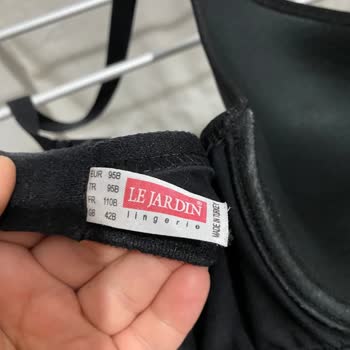 EUR 95B
TR 95B
FR. 110B
GB 42B
LE JARDIN
lingerie
MADE IN TURKEY